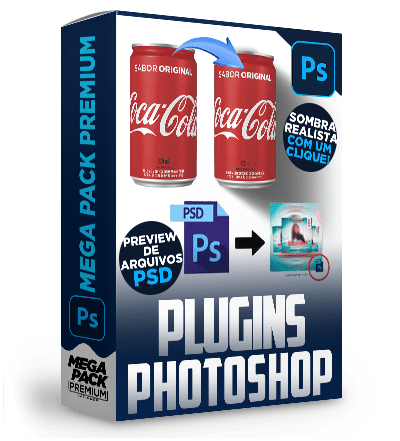 MEGA PACK PREMIUM
Ps
MEGA PACK
PREMIUM
SABOR ORIGINAL
Coca-Cola
SABOR ORIGINAL
Coca-Cola
Ps
SOMBRA
REALISTA
COM UM
CLIQUE!
PREVIEW
DE
ARQUIVOS
PSD
PSD
Ps
PLUGINS
PHOTOSHOP